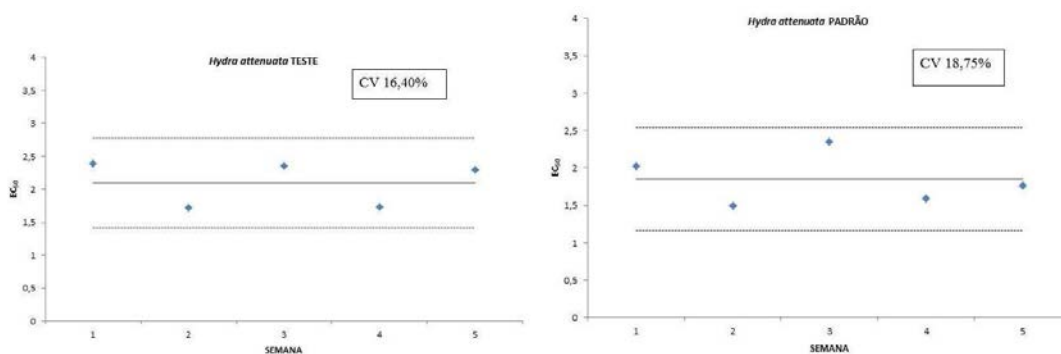 Hydra attenuata TESTE
CV 16,40%
4
3,5
3
2,5
2
1,5
1
0,5
0
EC50
1 2 3 4 5
SEMANA
Hydra attenuata PADRÃO
CV 18,75%
4
3,5
3
2,5
2
1,5
1
0,5
0
EC50
1 2 3 4 5
SEMANA